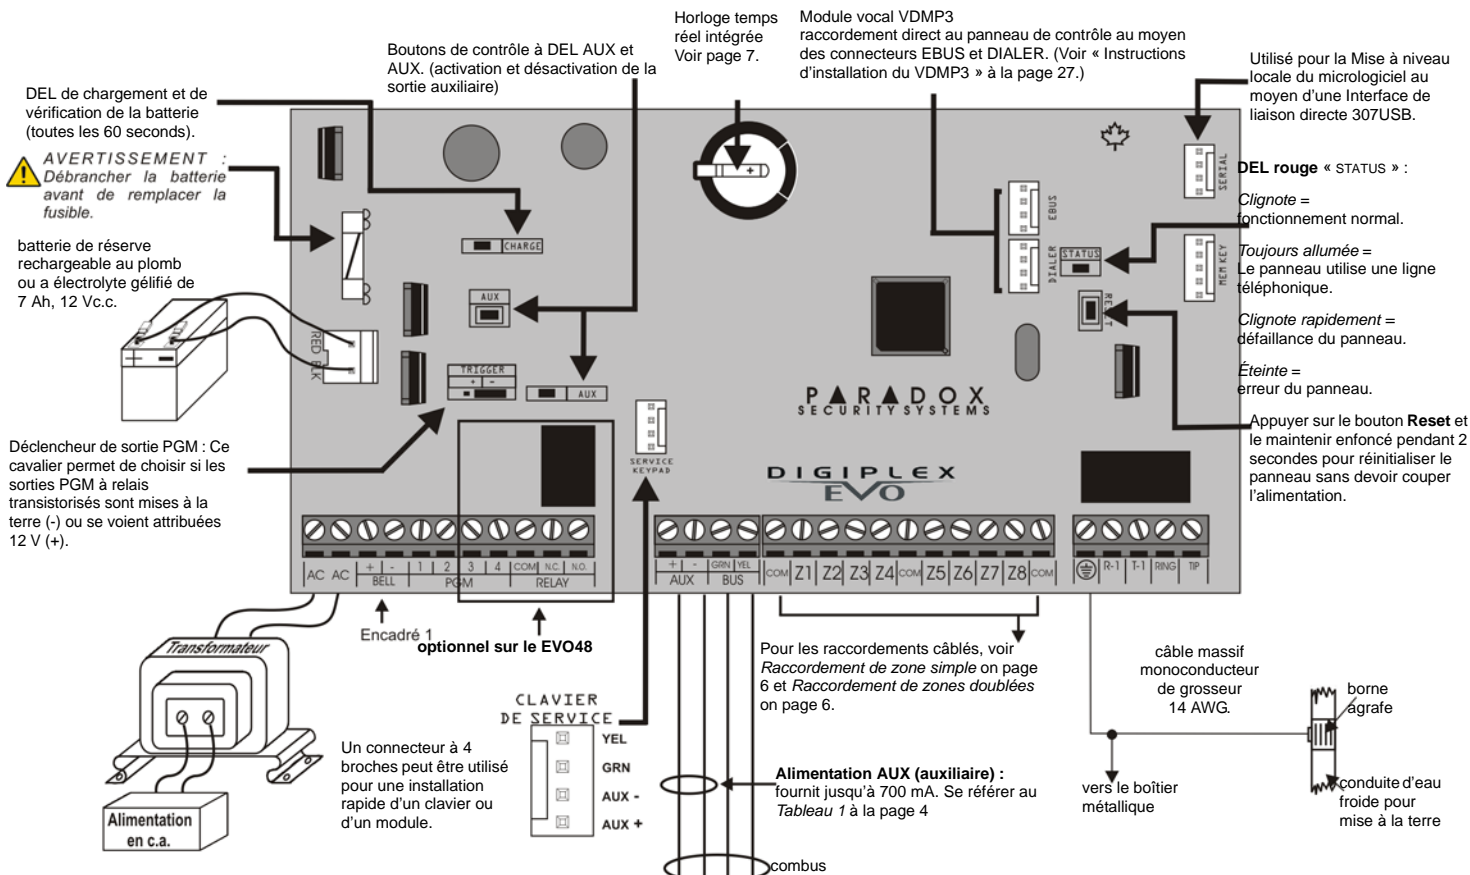 Horloge temps
réel intégrée
Voir page 7.
Module vocal VDMP3
raccordement direct au panneau de contrôle au moyen
des connecteurs EBUS et DIALER. (Voir « Instructions
d'installation du VDMP3 » à la page 27.)
Boutons de contrôle à DEL AUX et
AUX. (activation et désactivation de la
sortie auxiliaire)
Utilisé pour la Mise à niveau
locale du micrologiciel au
moyen d'une Interface de
liaison directe 307USB.
DEL de chargement et de
vérification de la batterie
(toutes les 60 seconds).
AVERTISSEMENT :
Débrancher la batterie
avant de remplacer la
fusible.
batterie de réserve
rechargeable au plomb
ou a électrolyte gélifié de
7 Ah, 12 Vc.c.
DEL rouge « STATUS » :
Clignote =
fonctionnement normal.
Toujours allumée =
Le panneau utilise une ligne
téléphonique.
Clignote rapidement =
défaillance du panneau.
Éteinte =
erreur du panneau.
Appuyer sur le bouton Reset et
le maintenir enfoncé pendant 2
secondes pour réinitialiser le
panneau sans devoir couper
l'alimentation.
CHARGE
AUX
TRIGGER
+ -
AUX
RED BLK
+ -
+
EBUS
DIALER
STATUS
RESET
SERIAL
MEM KEY
PARADOX
SECURITY SYSTEMS
DIGIPLEX
EVO
SERVICE
KEYPAD
Déclencheur de sortie PGM : Ce
cavalier permet de choisir si les
sorties PGM à relais
transistorisés sont mises à la
terre (-) ou se voient attribuées
12 V (+).
AC AC + - 1 2 3 4 COM N.C. N.O.
BELL PGM RELAY
+ - GRN YEL
AUX BUS
COM Z1 Z2 Z3 Z4 COM Z5 Z6 Z7 Z8 COM
R-1 T-1 RING TIP
Encadré 1
optionnel sur le EVO48
Transformateur
Alimentation
en c.a.
Un connecteur à 4
broches peut être utilisé
pour une installation
rapide d'un clavier ou
d'un module.
CLAVIER
DE SERVICE
YEL
GRN
AUX -
AUX +
Pour les raccordements câblés, voir
Raccordement de zone simple on page
6 et Raccordement de zones doublées
on page 6.
Alimentation AUX (auxiliaire) :
fournit jusqu'à 700 mA. Se référer au
Tableau 1 à la page 4
combus
câble massif
monoconducteur
de grosseur
14 AWG.
borne
agrafe
vers le boîtier
métallique
conduite d'eau
froide pour
mise à la terre